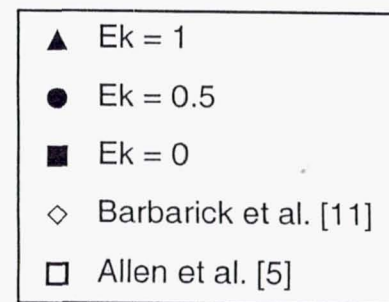 Ek = 1
Ek = 0.5
Ek = 0
Barbarick et al. [11]
Allen et al. [5]